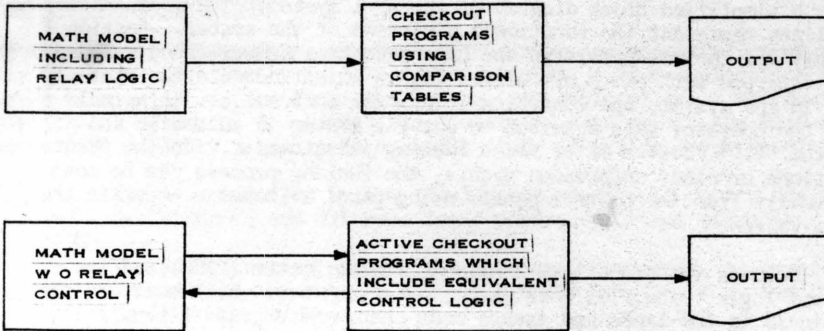 MATH MODEL
INCLUDING
RELAY LOGIC
CHECKOUT
PROGRAMS
USING
COMPARISON
TABLES
OUTPUT
MATH MODEL
W O RELAY
CONTROL
ACTIVE CHECKOUT
PROGRAMS WHICH
INCLUDE EQUIVALENT
CONTROL LOGIC
OUTPUT